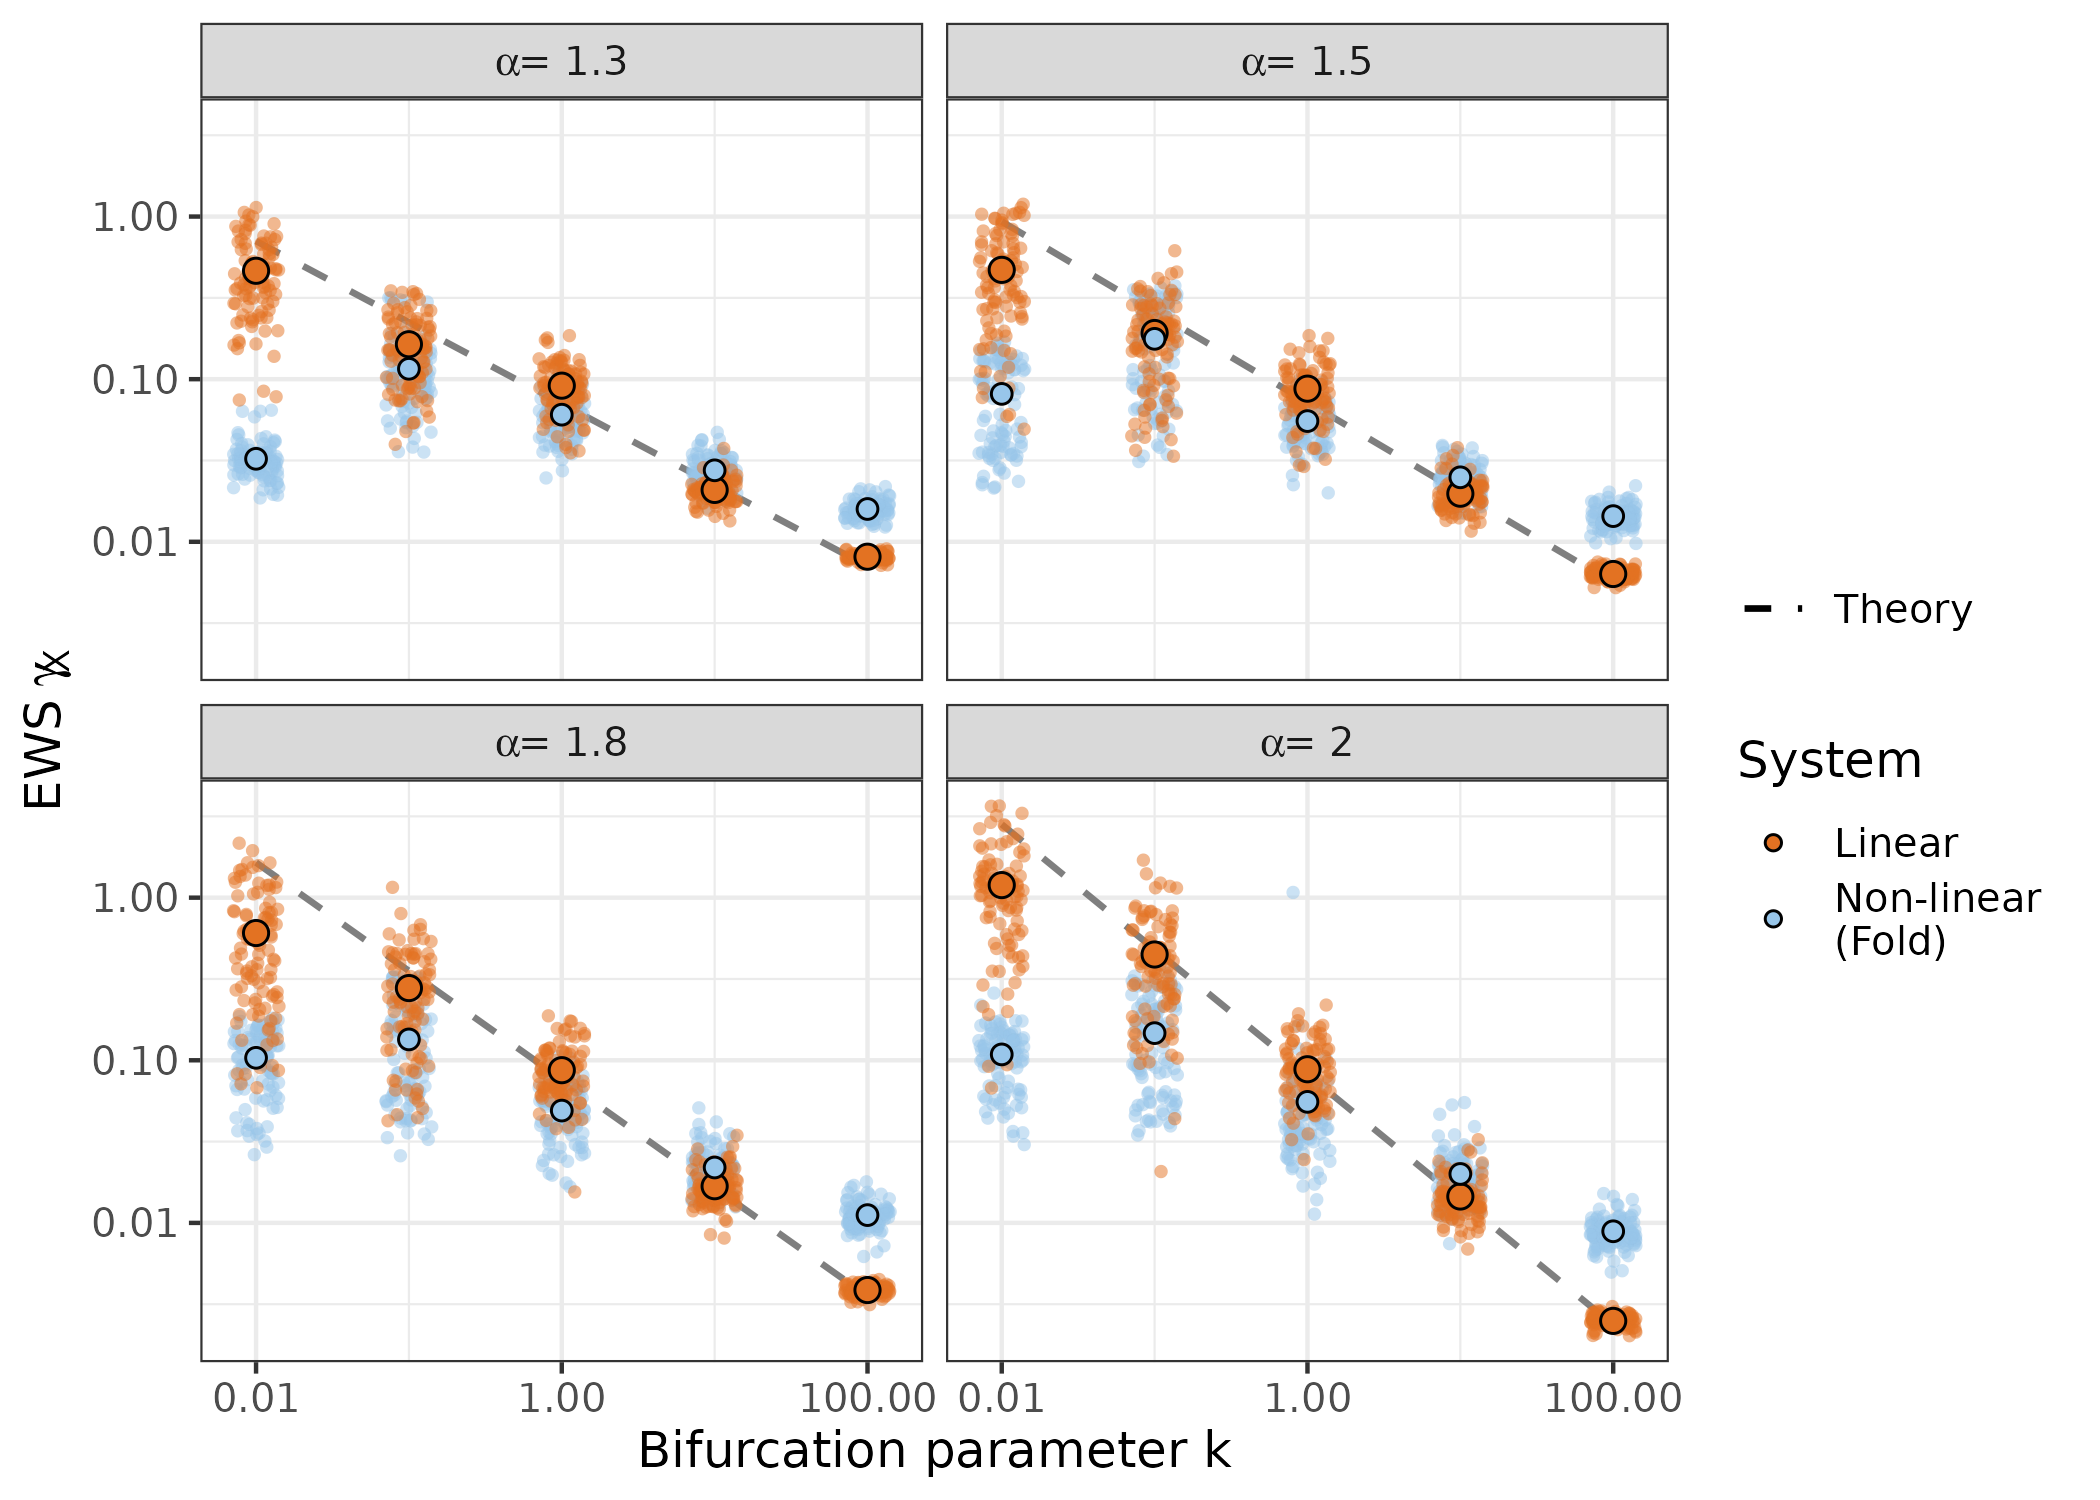 α= 1.3
α= 1.5
1.00
0.10
0.01
α= 1.8
α= 2
1.00
0.10
0.01
0.01
1.00
100.00
0.01
1.00
100.00
Bifurcation parameter k
EWS γ̂x
Theory
System
Linear
Non-linear
(Fold)